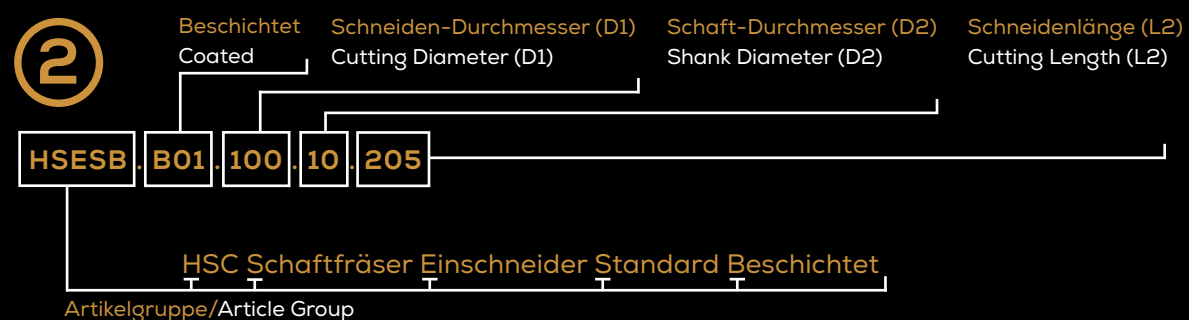 2
Beschichtet
Coated
Schneiden-Durchmesser (D1)
Cutting Diameter (D1)
Schaft-Durchmesser (D2)
Shank Diameter (D2)
Schneidenlänge (L2)
Cutting Length (L2)
HSESB.B01.100.10.205
HSC Schaftfräser Einschneider Standard Beschichtet
Artikelgruppe/Article Group